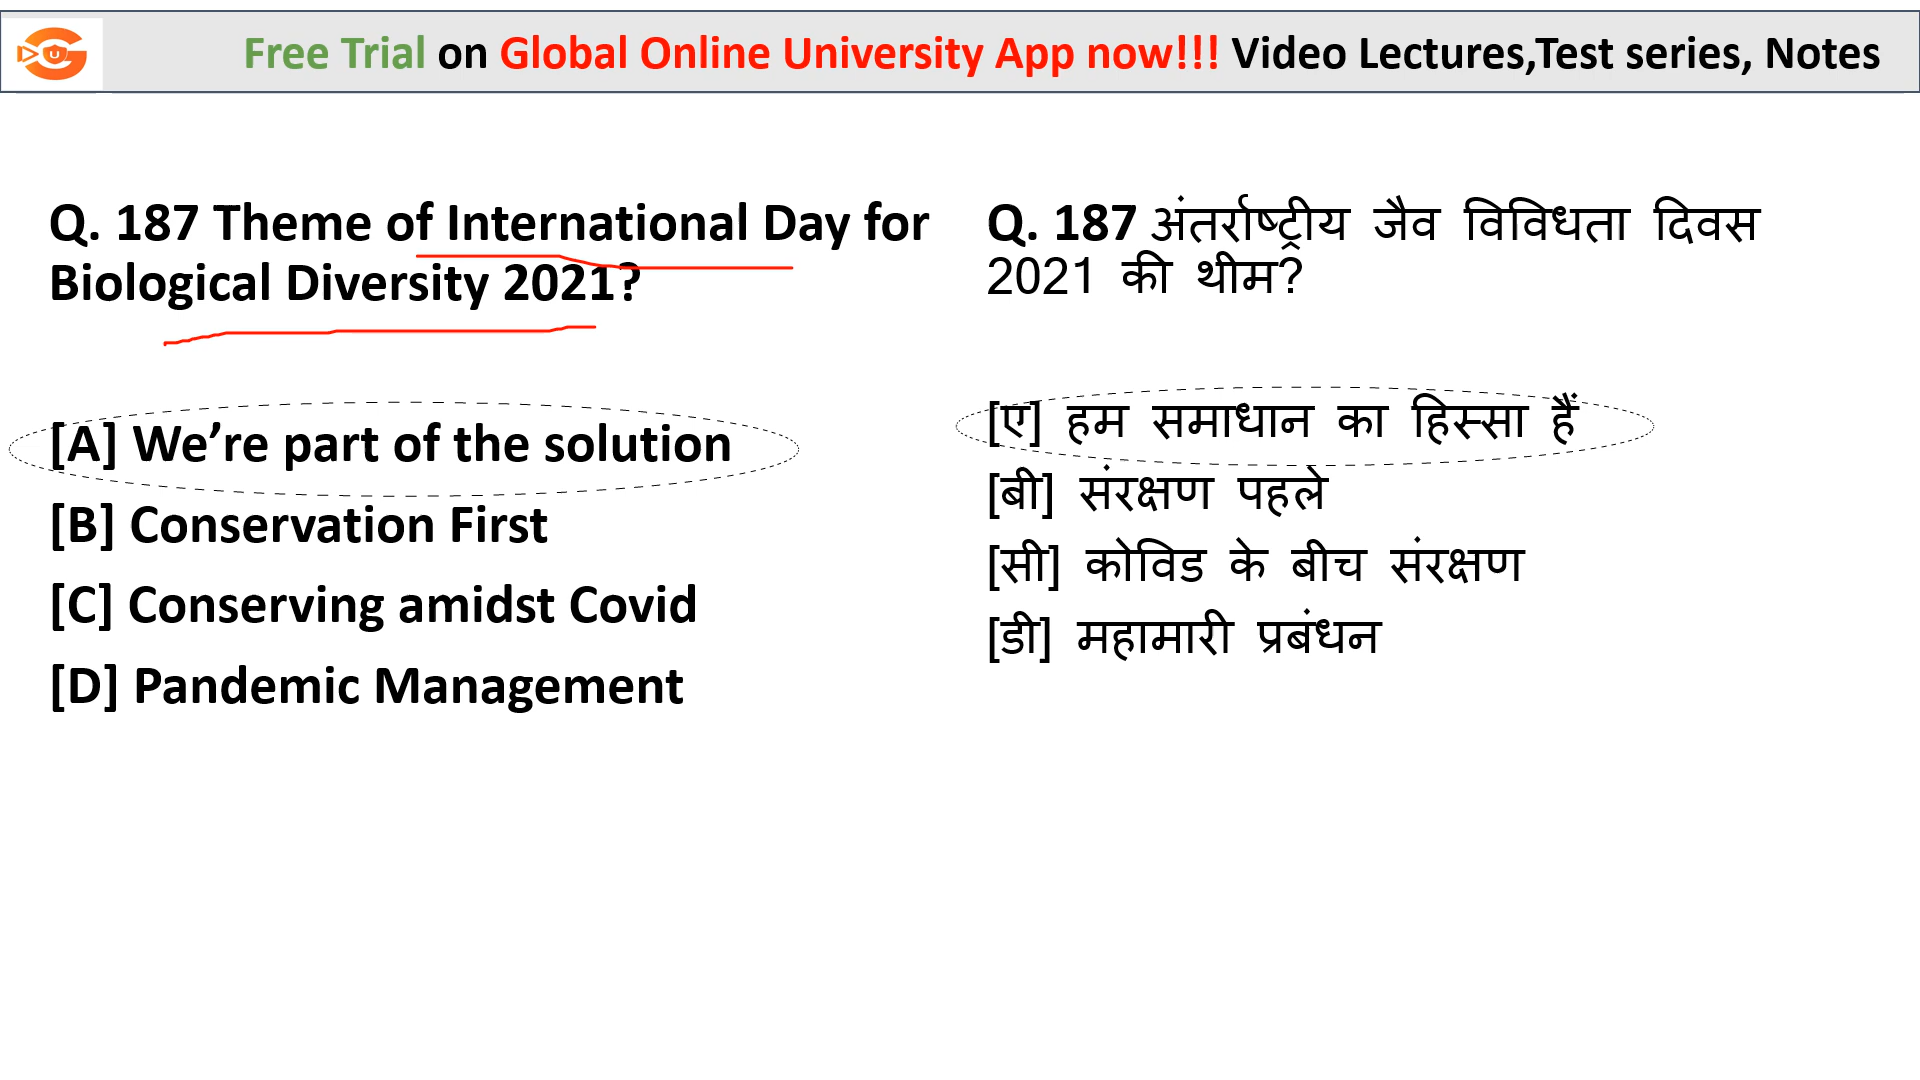 Free Trial on Global Online University App now!!! Video Lectures,Test series, Notes
Q. 187 Theme of International Day for
Biological Diversity 2021?
[A] We’re part of the solution
[B] Conservation First
[C] Conserving amidst Covid
[D] Pandemic Management
Q. 187 अंतर्राष्ट्रीय जैव विविधता दिवस
2021 की थीम?
[ए] हम समाधान का हिस्सा हैं
[बी] संरक्षण पहले
[सी] कोविड के बीच संरक्षण
[डी] महामारी प्रबंधन